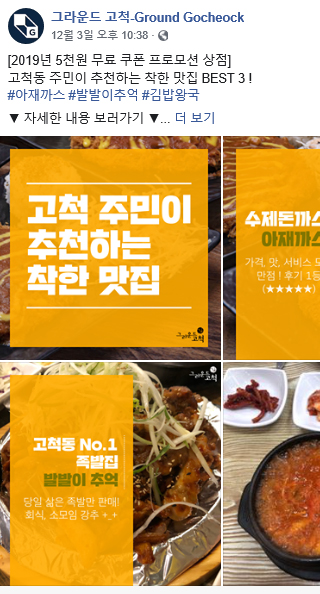 그라운드 고척-Ground Gocheock
12월 3일 오후 10:38 ·
[2019년 5천원 무료 쿠폰 프로모션 상점]
고척동 주민이 추천하는 착한 맛집 BEST 3 !
#아재까스 #발발이추억 #김밥왕국
▼ 자세한 내용 보러가기 ▼... 더 보기
고척 주민이
추천하는
착한 맛집
그라운드
고척
수제돈까스
아재까스
가격, 맛, 서비스 모
만점 ! 후기 1등
(★★★★★)
그라운드
고척
고척동 No.1
족발집
발발이 추억
당일 삶은 족발만 판매!
회식, 소모임 강추 +_+